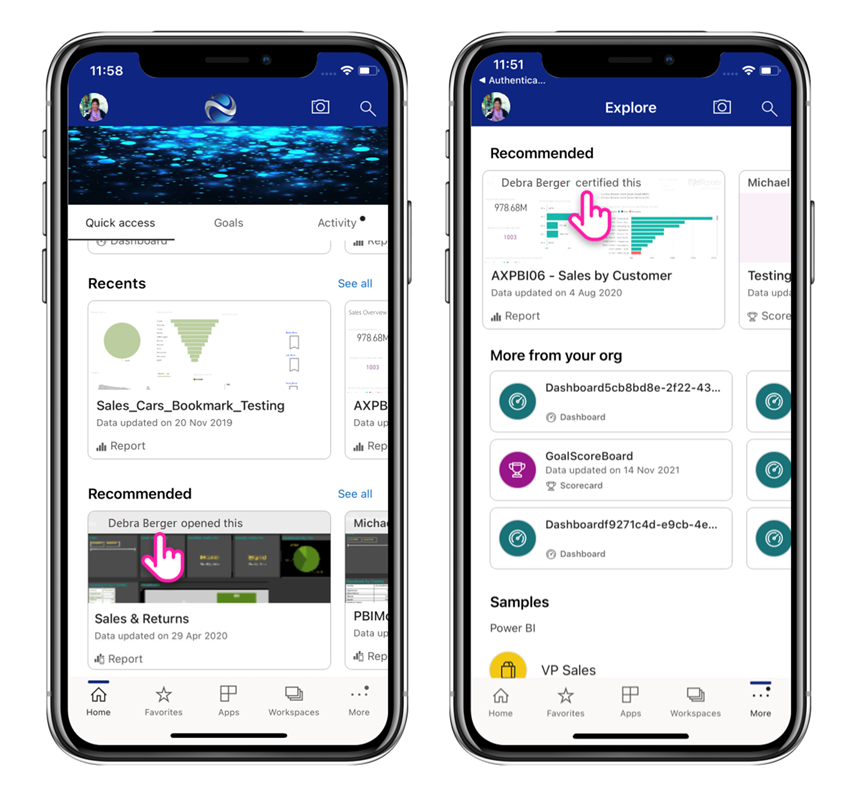 11:58
Quick access
Goals
Activity
Dashboard
Rep
Recents
See all
Sales Overview
978.68M
1003
Sales_Cars_Bookmark_Testing
Data updated on 20 Nov 2019
Report
AXPB
Data up
Rep
Recommended
See all
Debra Berger opened this
Sales & Returns
Data updated on 29 Apr 2020
Report
Michae
PBIMo
Data up
Rep
Home
Favorites
Apps
Workspaces
More
11:51
Authentica...
Explore
Recommended
Debra Berger certified this
978.68M
1003
AXPBI06 - Sales by Customer
Data updated on 4 Aug 2020
Report
Michael
Testing
Data upda
Score
More from your org
Dashboard5cb8bd8e-2f22-43...
Dashboard
GoalScoreBoard
Data updated on 14 Nov 2021
Scorecard
Dashboardf9271c4d-e9cb-4e...
Dashboard
Samples
Power BI
VP Sales
Home
Favorites
Apps
Workspaces
More